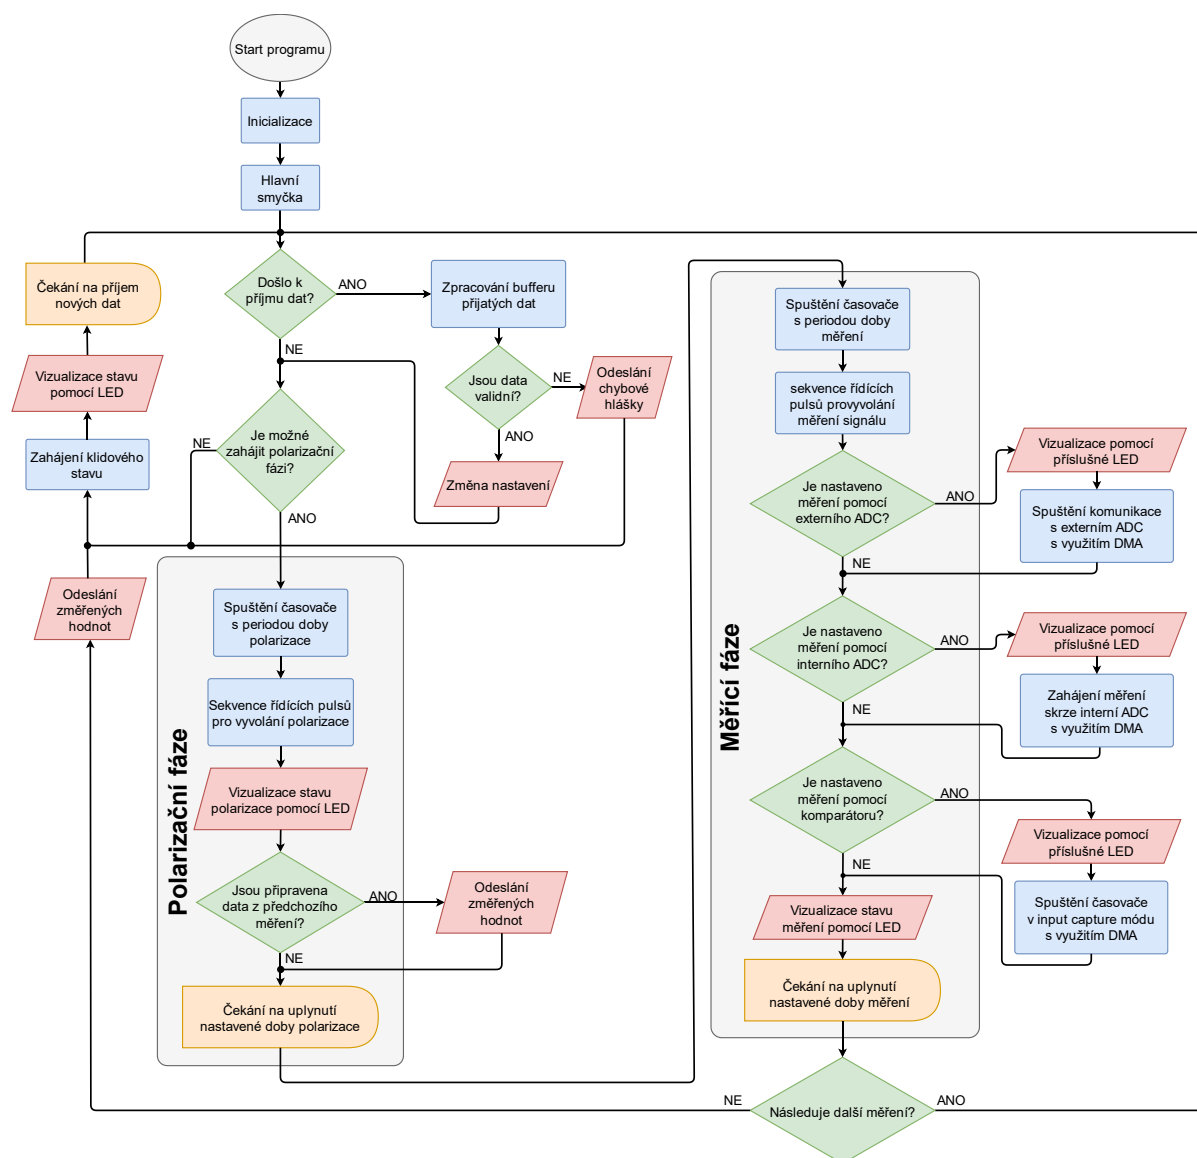 Start programu
Inicializace
Hlavní
smyčka
Čekání na příjem
nových dat
Došlo k
příjmu dat?
ANO
Zpracování bufferu
přijatých dat
NE
Vizualizace stavu
pomocí LED
Jsou data
validní?
NE
Odeslání
chybové
hlášky
ANO
Změna nastavení
Je možné
zahájit polarizační
fázi?
NE
ANO
Zahájení klidového
stavu
Odeslání
změřených
hodnot
Polarizační fáze
Spuštění časovače
s periodou doby
polarizace
Sekvence řídících pulsů
pro vyvolání polarizace
Vizualizace stavu
polarizace pomocí LED
Jsou připravena
data z předchozího
měření?
ANO
Odeslání
změřených
hodnot
NE
Čekání na uplynutí
nastavené doby polarizace
Měřící fáze
Spuštění časovače
s periodou doby
měření
sekvence řídících
pulsů provyvolání
měření signálu
Je nastaveno
měření pomocí
externího ADC?
ANO
Vizualizace pomocí
příslušné LED
Spuštění komunikace
s externím ADC
s využitím DMA
NE
Je nastaveno
měření pomocí
interního ADC?
ANO
Vizualizace pomocí
příslušné LED
Zahájení měření
skrze interní ADC
s využitím DMA
NE
Je nastaveno
měření pomocí
komparátoru?
ANO
Vizualizace pomocí
příslušné LED
Spuštění časovače
v input capture módu
s využitím DMA
NE
Vizualizace stavu
měření pomocí LED
Čekání na uplynutí
nastavené doby měření
Následuje další měření?
NE
ANO